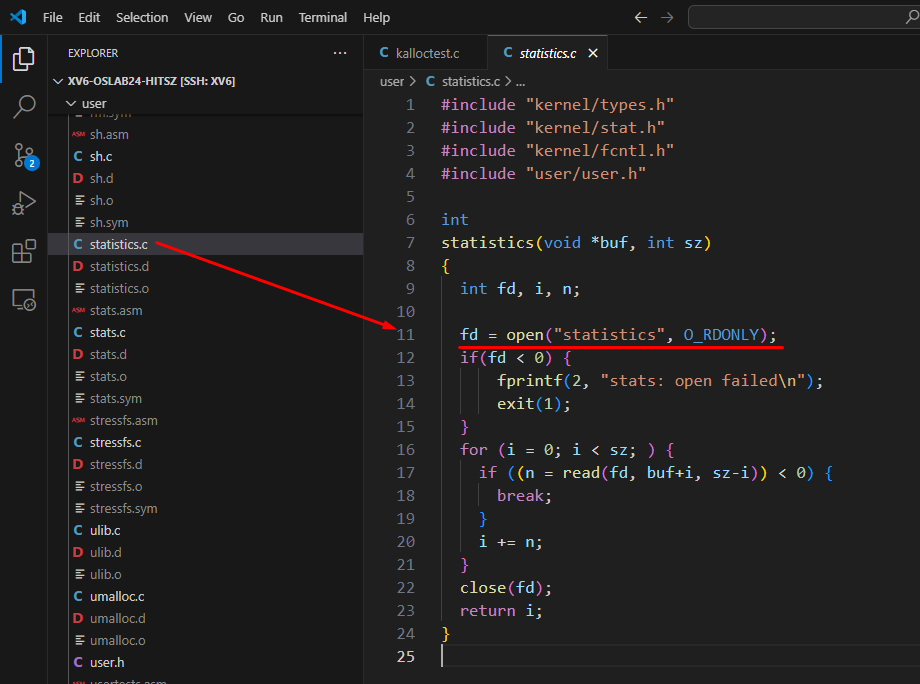 File Edit Selection View Go Run Terminal Help
EXPLORER
XV6-OSLAB24-HITSZ [SSH: XV6]
user
sh.asm
sh.c
sh.d
sh.o
sh.sym
statistics.c
statistics.d
statistics.o
stats.asm
stats.c
stats.d
stats.o
stats.sym
stressfs.asm
stressfs.c
stressfs.d
stressfs.o
stressfs.sym
ulib.c
ulib.d
ulib.o
umalloc.c
umalloc.d
umalloc.o
user.h
usertests.asm
2
kalloctest.c statistics.c
user > C statistics.c > ...
1 #include "kernel/types.h"
2 #include "kernel/stat.h"
3 #include "kernel/fcntl.h"
4 #include "user/user.h"
5
6 int
7 statistics(void *buf, int sz)
8 {
9 int fd, i, n;
10
11 fd = open("statistics", O_RDONLY);
12 if(fd < 0) {
13 fprintf(2, "stats: open failed\n");
14 exit(1);
15 }
16 for (i = 0; i < sz; ) {
17 if ((n = read(fd, buf+i, sz-i)) < 0) {
18 break;
19 }
20 i += n;
21 }
22 close(fd);
23 return i;
24 }
25